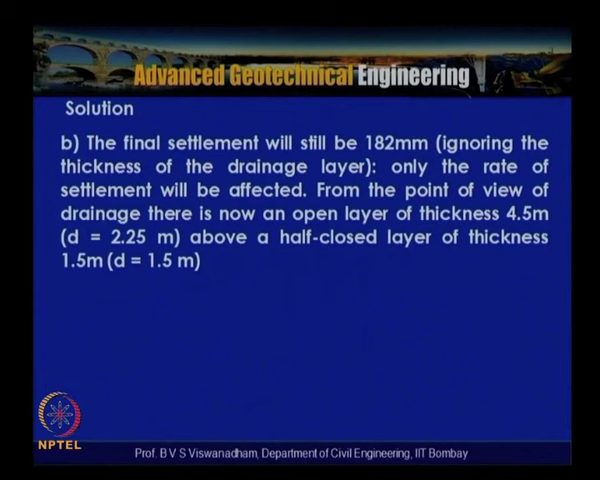 Advanced Geotechnical Engineering
Solution
b) The final settlement will still be 182mm (ignoring the
thickness of the drainage layer): only the rate of
settlement will be affected. From the point of view of
drainage there is now an open layer of thickness 4.5m
(d = 2.25 m) above a half-closed layer of thickness
1.5m (d = 1.5 m)
NPTEL
Prof. B V S Viswanadham, Department of Civil Engineering, IIT Bombay